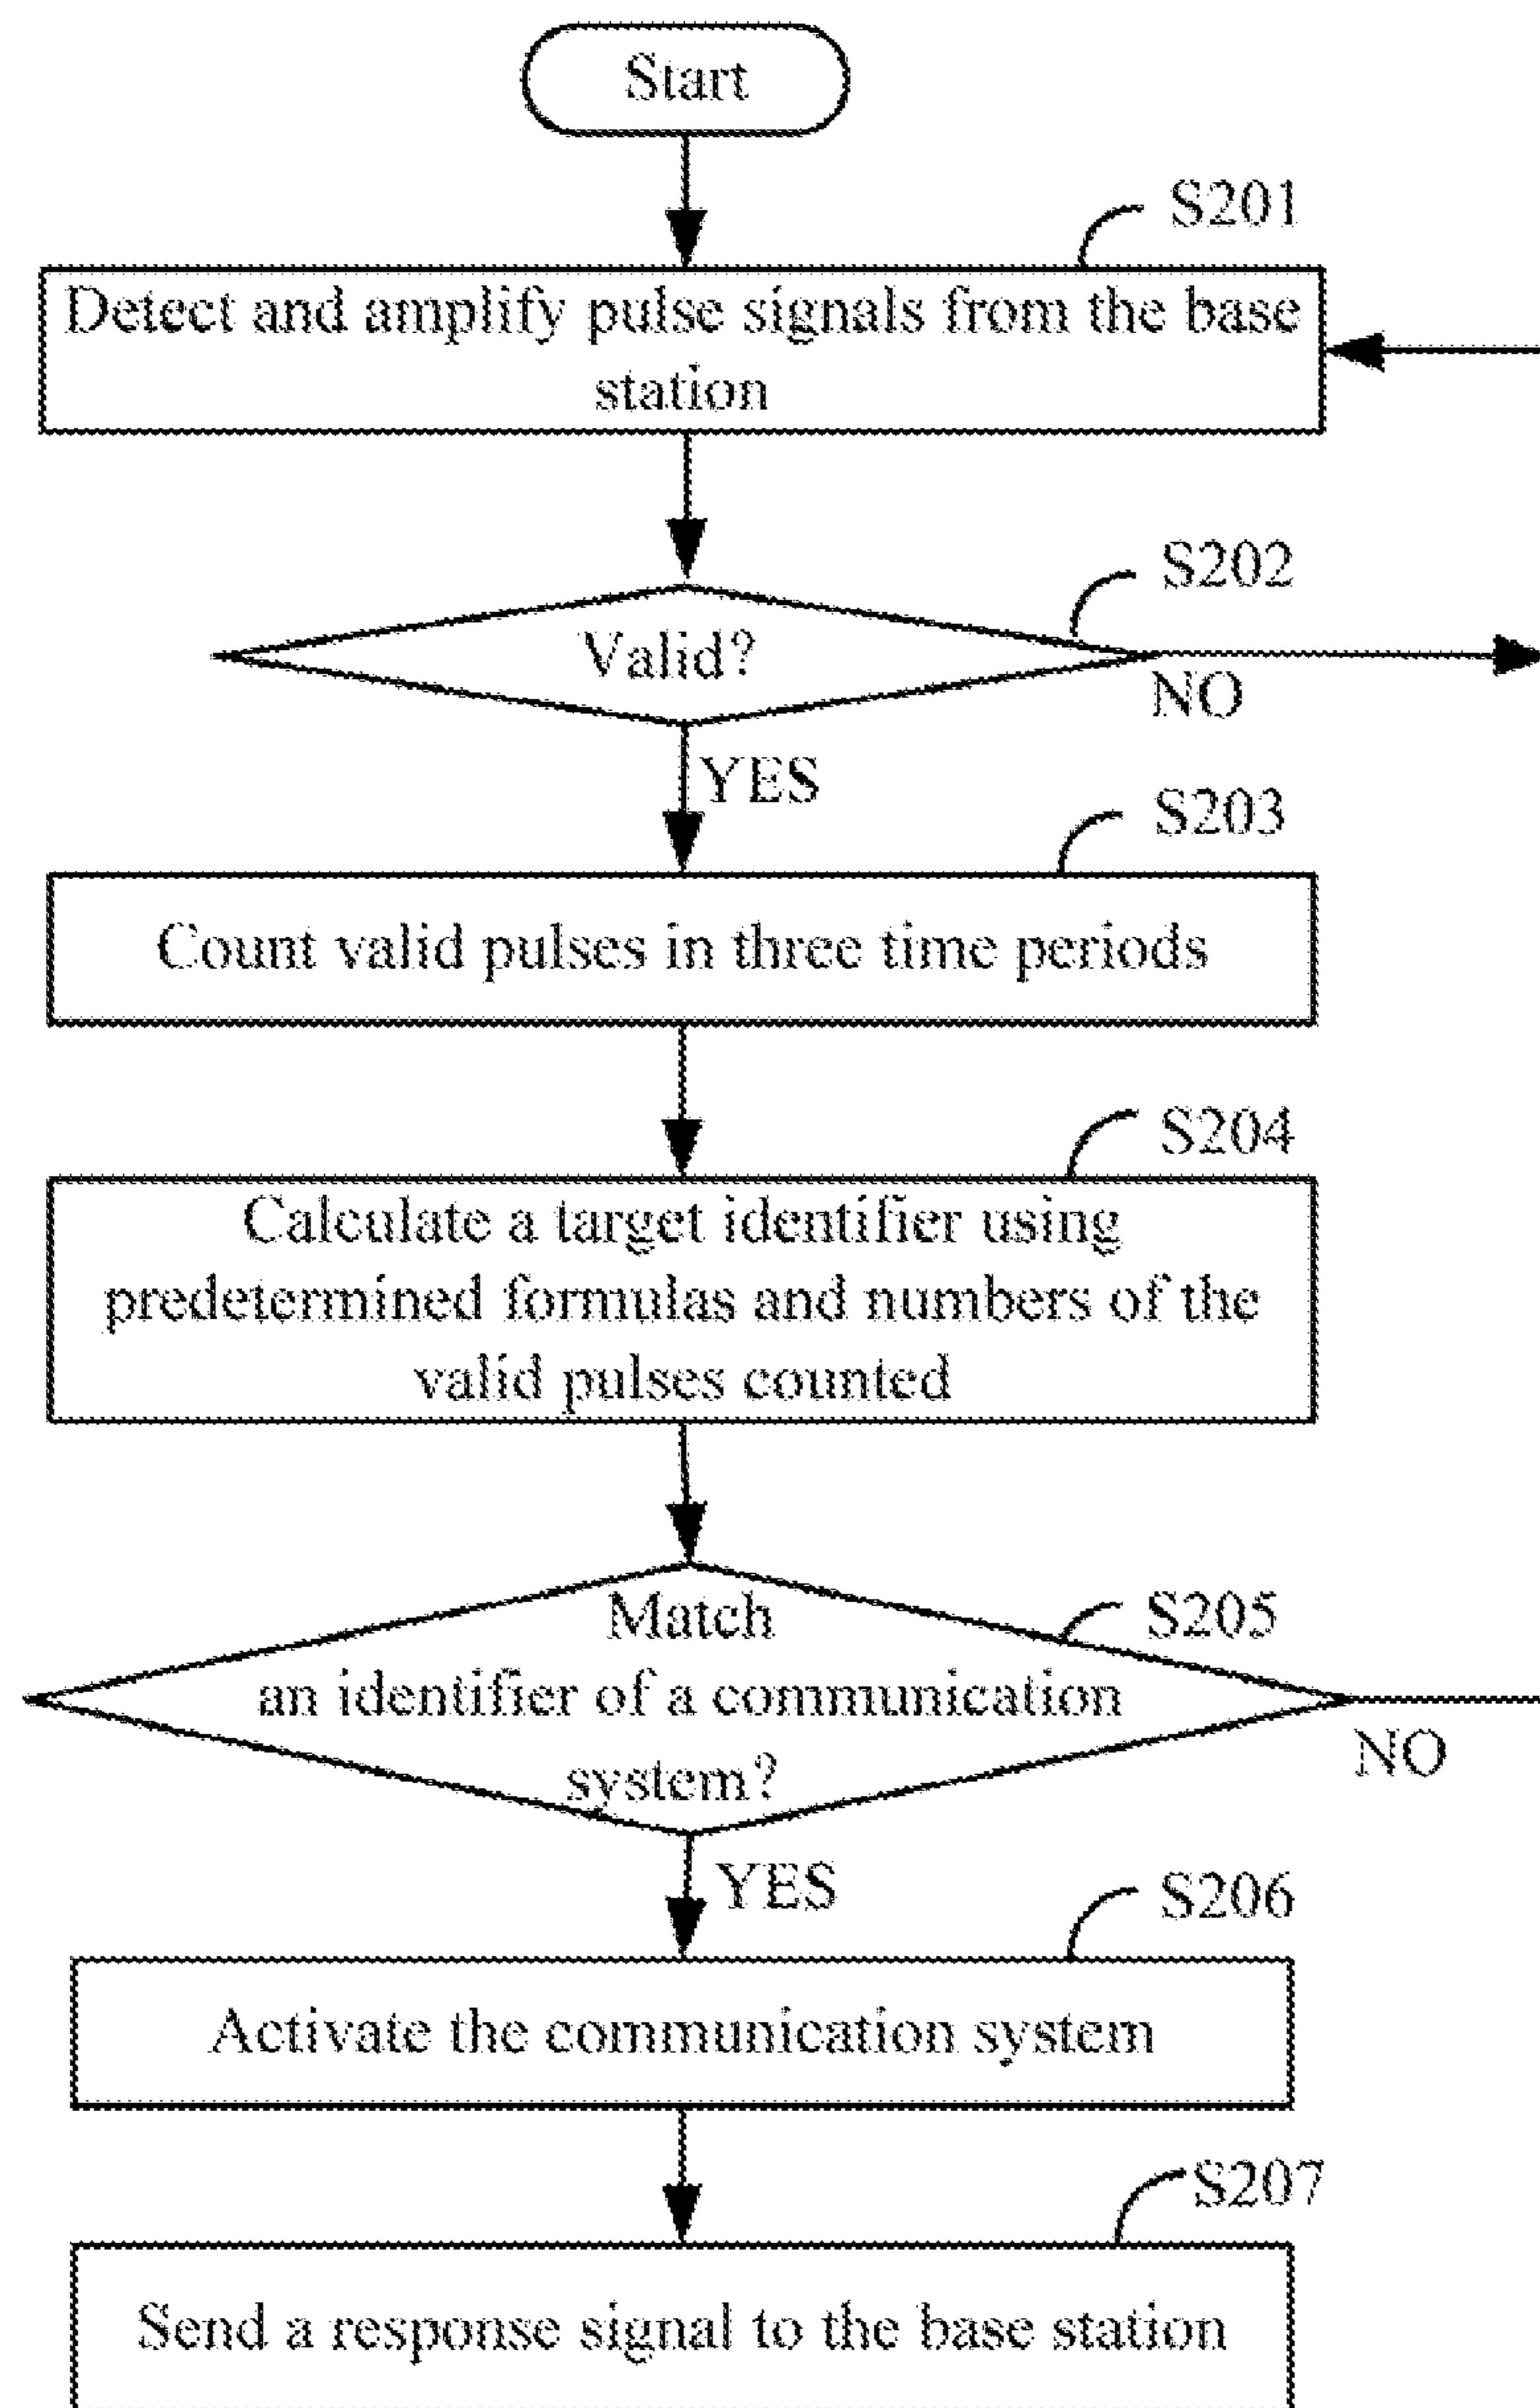 Start
S201
Detect and amplify pulse signals from the base
station
S202
Valid?
NO
YES
S203
Count valid pulses in three time periods
S204
Calculate a target identifier using
predetermined formulas and numbers of the
valid pulses counted
S205
Match
an identifier of a communication
system?
NO
YES
S206
Activate the communication system
S207
Send a response signal to the base station